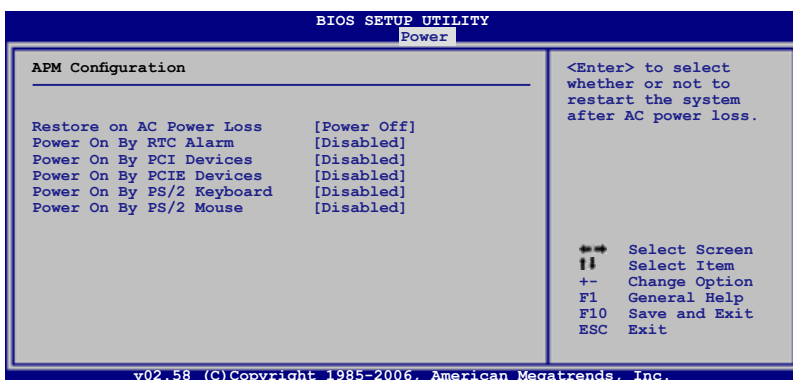 BIOS SETUP UTILITY
Power
APM Configuration
Restore on AC Power Loss [Power Off]
Power On By RTC Alarm [Disabled]
Power On By PCI Devices [Disabled]
Power On By PCIE Devices [Disabled]
Power On By PS/2 Keyboard [Disabled]
Power On By PS/2 Mouse [Disabled]
<Enter> to select
whether or not to
restart the system
after AC power loss.
←→ Select Screen
↑↓ Select Item
+- Change Option
F1 General Help
F10 Save and Exit
ESC Exit
v02.58 (C)Copyright 1985-2006, American Megatrends, Inc.